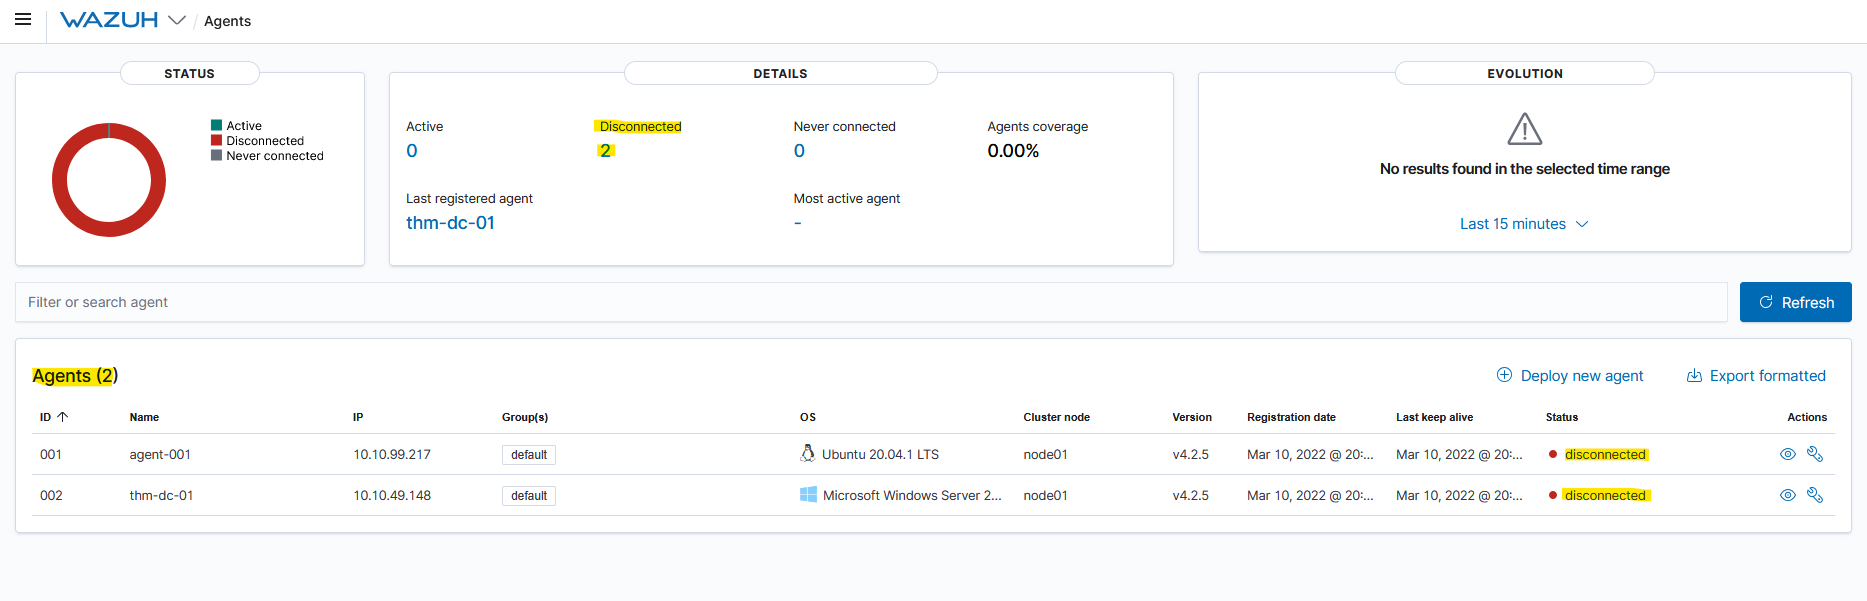 WAZUH / Agents
STATUS
Active
Disconnected
Never connected
DETAILS
Active
0
Disconnected
2
Never connected
0
Agents coverage
0.00%
Last registered agent
thm-dc-01
Most active agent
-
EVOLUTION
No results found in the selected time range
Last 15 minutes
Filter or search agent
Refresh
Agents (2)
Deploy new agent
Export formatted
ID Name IP Group(s) OS Cluster node Version Registration date Last keep alive Status Actions
001 agent-001 10.10.99.217 default Ubuntu 20.04.1 LTS node01 v4.2.5 Mar 10, 2022 @ 20:... Mar 10, 2022 @ 20:... disconnected
002 thm-dc-01 10.10.49.148 default Microsoft Windows Server 2... node01 v4.2.5 Mar 10, 2022 @ 20:... Mar 10, 2022 @ 20:... disconnected